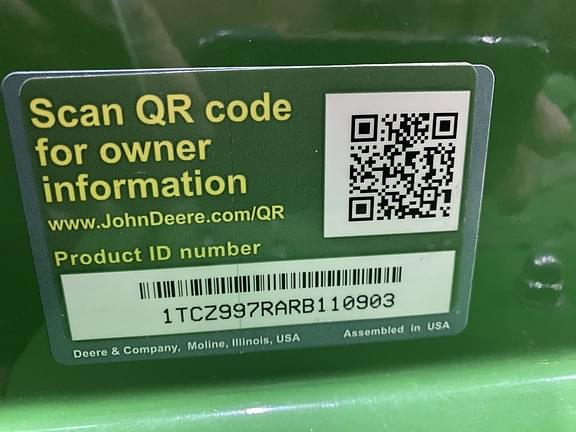 Scan QR code
for owner
information
www.JohnDeere.com/QR
Product ID number
1TCZ997RARB110903
Deere & Company, Moline, Illinois, USA
Assembled in USA